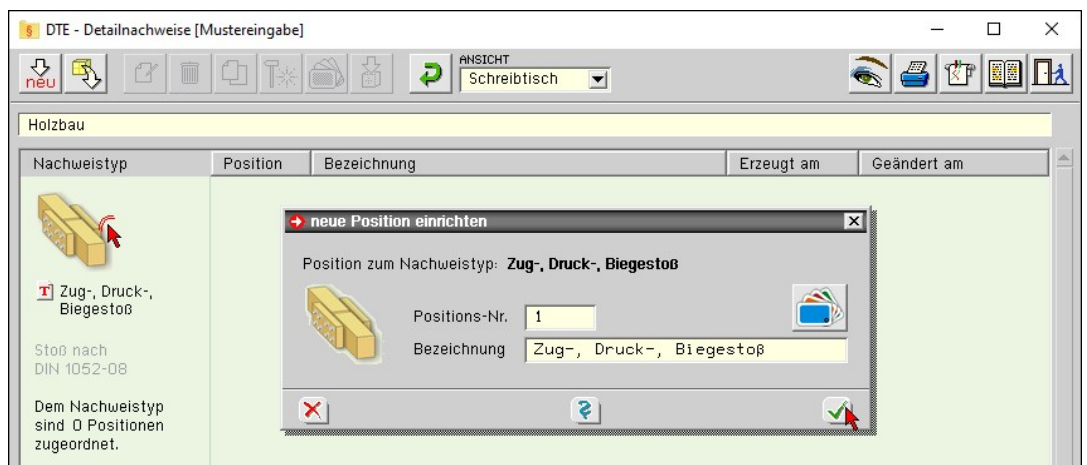 DTE - Detailnachweise [Mustereingabe]
neu
ANSICHT
Schreibtisch
Holzbau
Nachweistyp Position Bezeichnung Erzeugt am Geändert am
neue Position einrichten
Position zum Nachweistyp: Zug-, Druck-, Biegestoß
Positions-Nr. 1
Bezeichnung Zug-, Druck-, Biegestoß
T Zug-, Druck-,
Biegestoß
Stoß nach
DIN 1052-08
Dem Nachweistyp
sind 0 Positionen
zugeordnet.